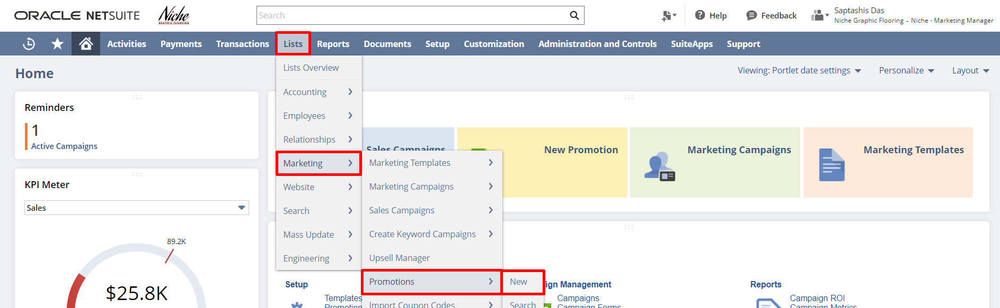 ORACLE NETSUITE
Niche
GRAPHIC FLOORING
Search
Help
Feedback
Saptashis Das
Niche Graphic Flooring - Niche - Marketing Manager
Activities
Payments
Transactions
Lists
Reports
Documents
Setup
Customization
Administration and Controls
SuiteApps
Support
Home
Viewing: Portlet date settings
Personalize
Layout
Lists Overview
Accounting
Employees
Relationships
Marketing
Website
Search
Mass Update
Engineering
Marketing Templates
Marketing Campaigns
Sales Campaigns
Create Keyword Campaigns
Upsell Manager
Promotions
Import Coupon Codes
New
Search
Reminders
1
Active Campaigns
KPI Meter
Sales
89.2K
$25.8K
Sales Campaigns
New Promotion
Marketing Campaigns
Marketing Templates
Setup
Templates
Promotion
ign Management
Campaigns
Campaign Forms
Reports
Campaign ROI
Campaign Metrics